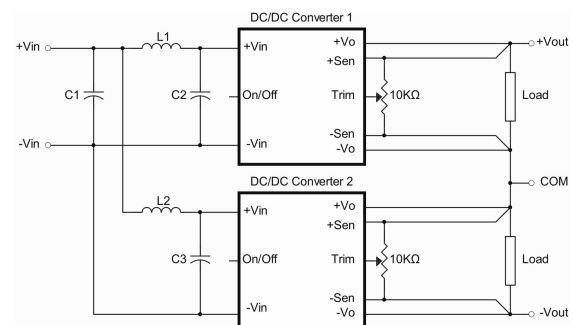 DC/DC Converter 1
+Vin
L1
+Vin
+Vo
+Vout
+Sen
C1
C2
On/Off
Trim
10KΩ
Load
-Sen
-Vin
-Vin
-Vo
DC/DC Converter 2
COM
L2
+Vin
+Vo
+Sen
C3
On/Off
Trim
10KΩ
Load
-Sen
-Vin
-Vo
-Vout